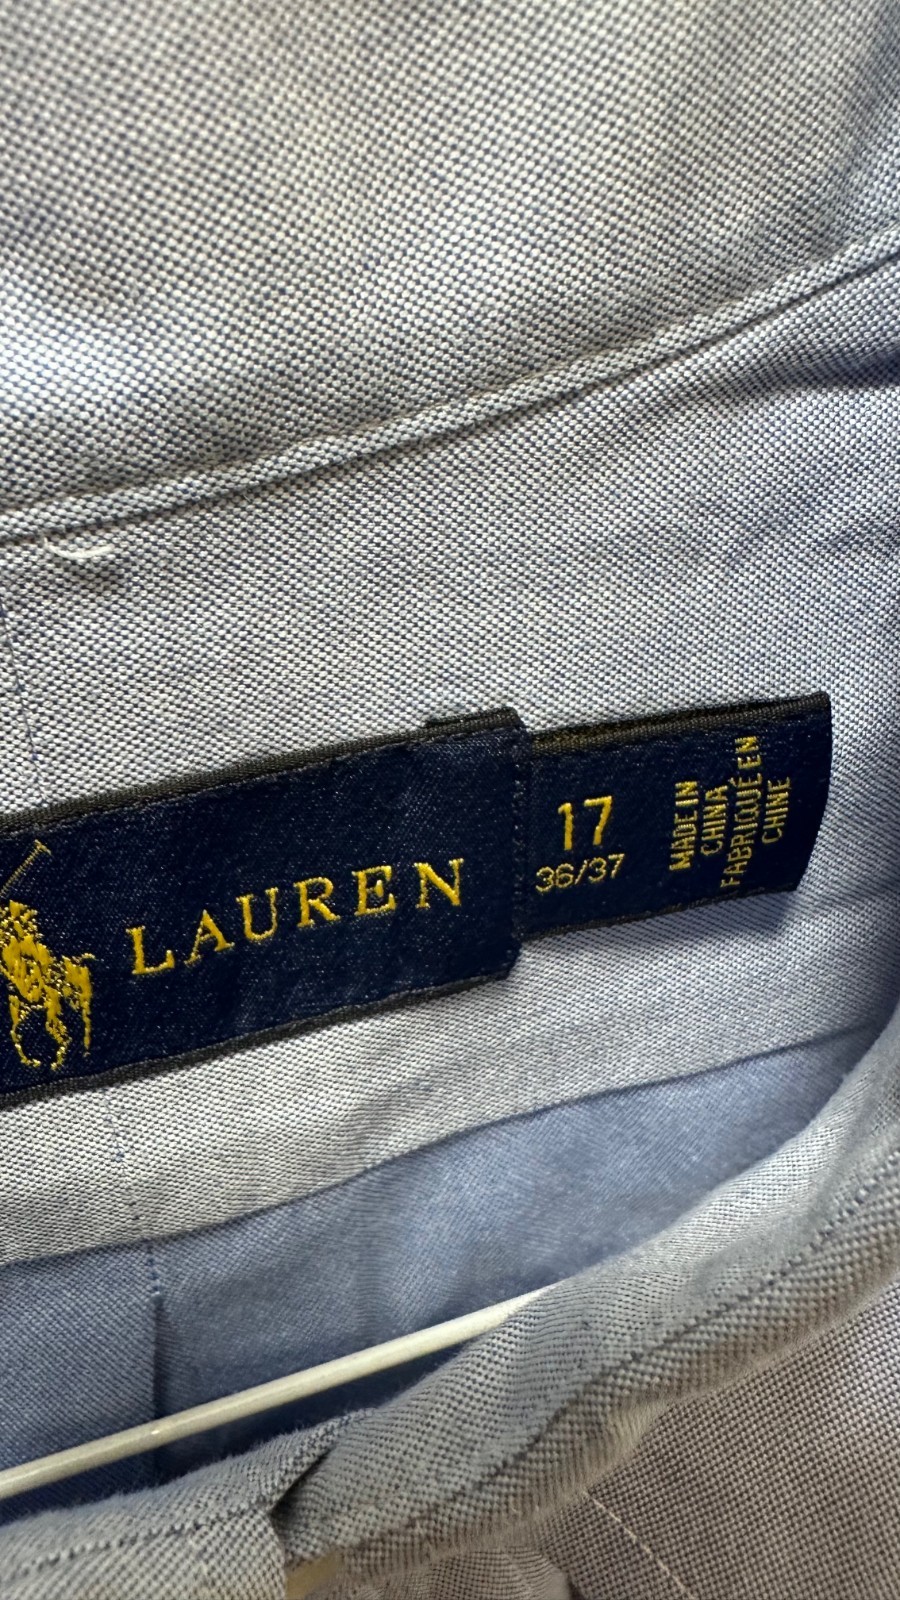 LAUREN
17
36/37
MADE IN
CHINA
FABRIQUÉ EN
CHINE